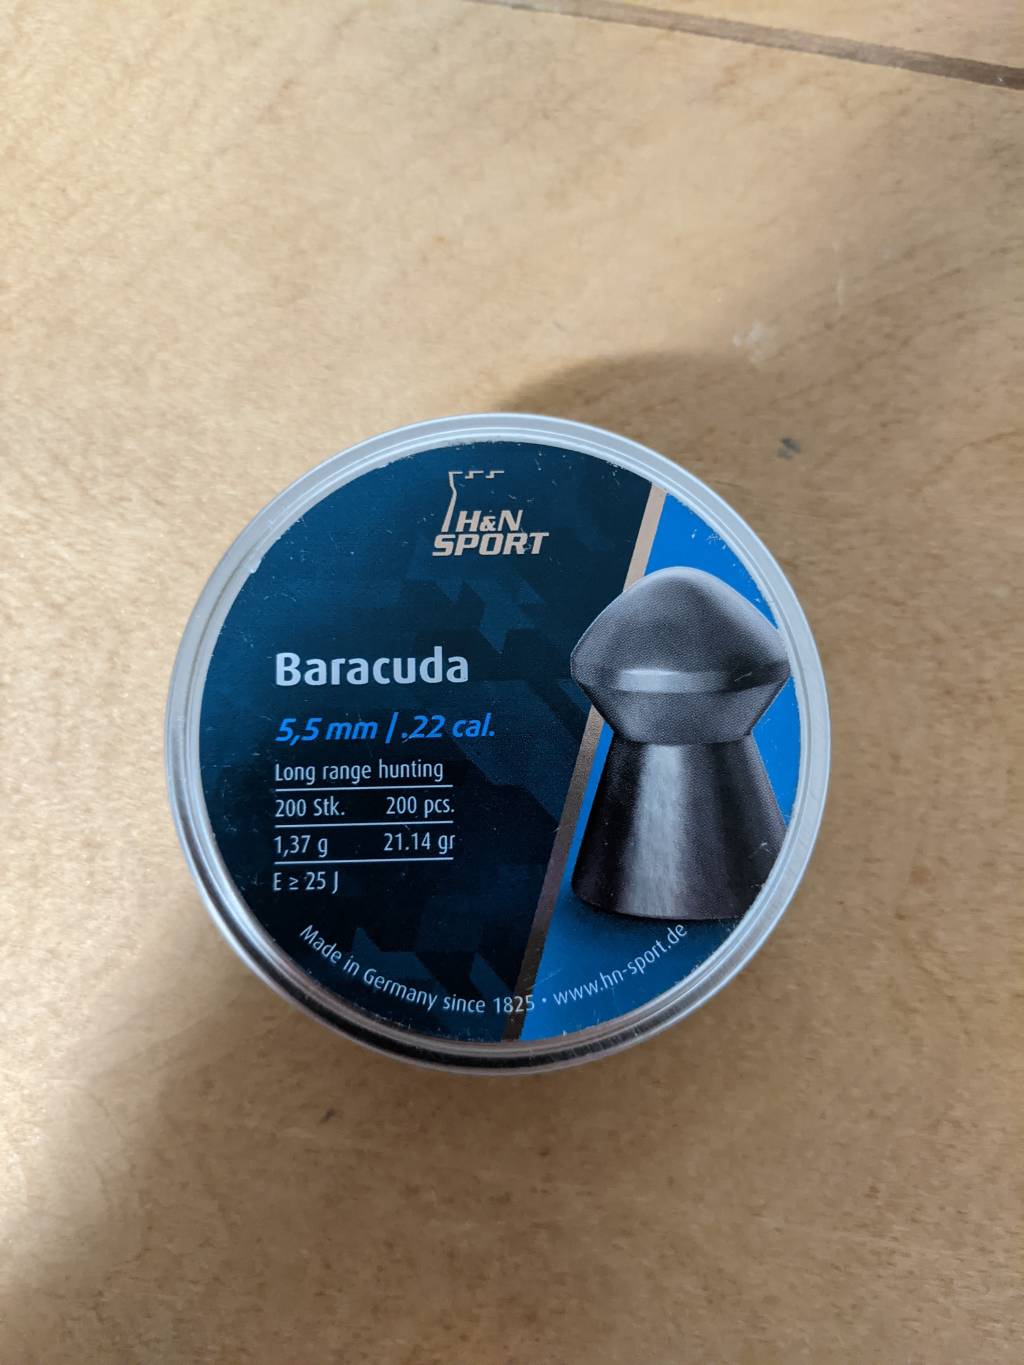 H&N
SPORT
Baracuda
5,5 mm / .22 cal.
Long range hunting
200 Stk. 200 pcs.
1,37 g 21.14 gr
E ≥ 25 J
Made in Germany since 1825 • www.hn-sport.de